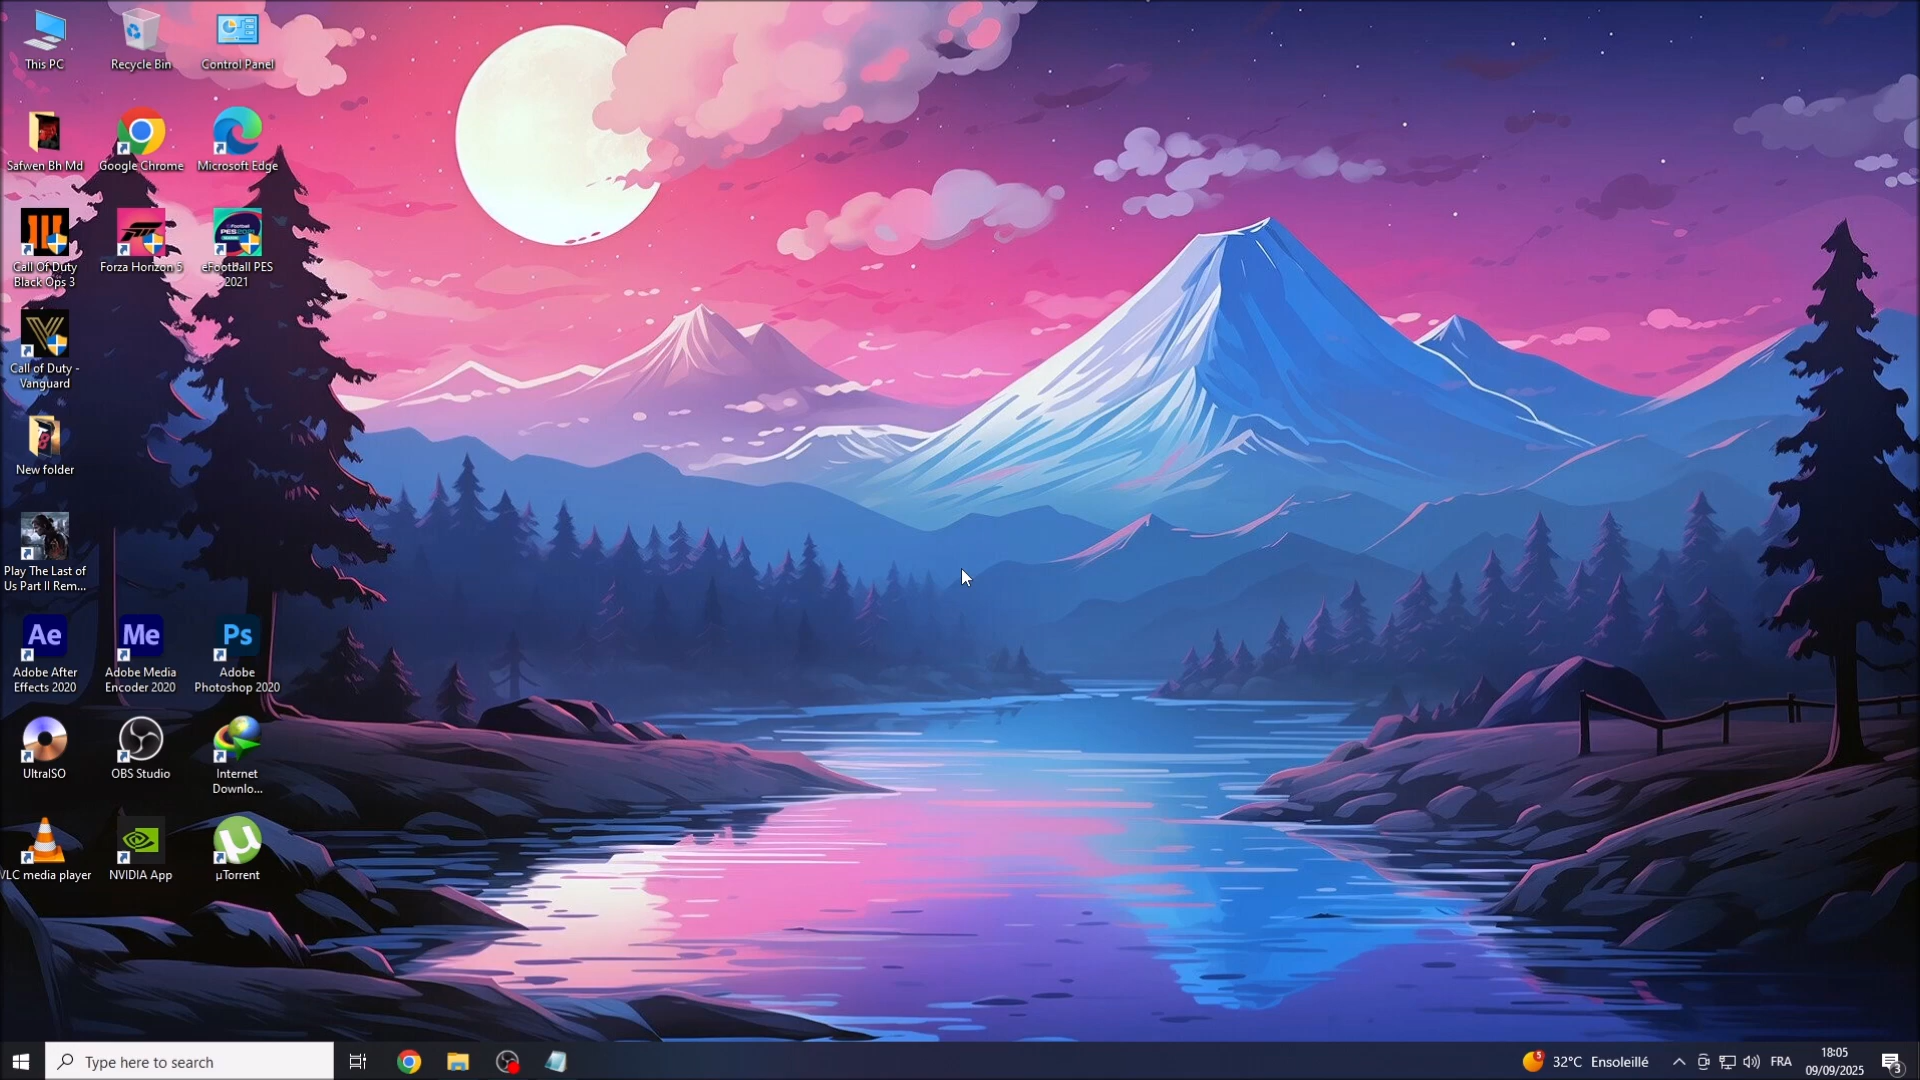 This PC
Recycle Bin
Control Panel
Safwen Bh Md
Google Chrome
Microsoft Edge
Call Of Duty
Black Ops 3
Forza Horizon 5
eFootball PES
2021
Call of Duty -
Vanguard
New folder
Play The Last of
Us Part II Rem...
Ae
Adobe After
Effects 2020
Me
Adobe Media
Encoder 2020
Ps
Adobe
Photoshop 2020
UltraISO
OBS Studio
Internet
Downlo...
VLC media player
NVIDIA App
µTorrent
Type here to search
5
32°C Ensoleillé
FRA
18:05
09/09/2025
3